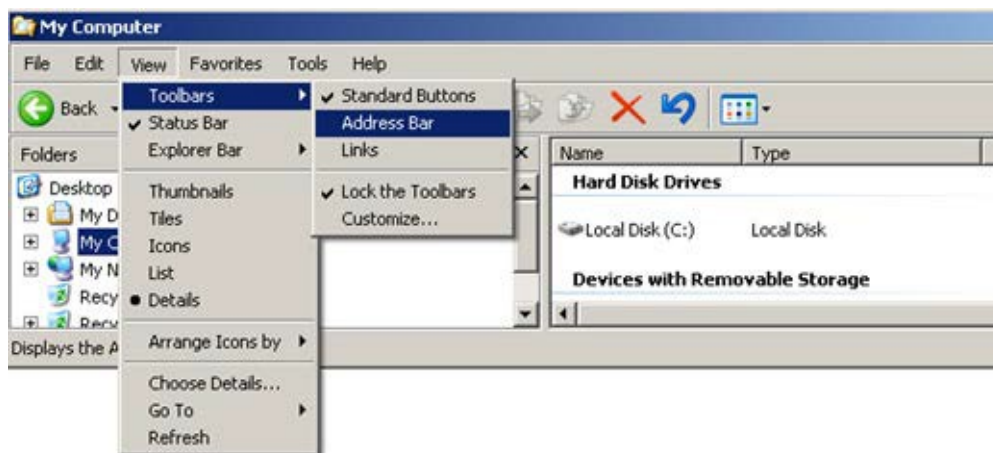 My Computer
File Edit View Favorites Tools Help
Back
Toolbars
Status Bar
Explorer Bar
Thumbnails
Tiles
Icons
List
Details
Arrange Icons by
Choose Details...
Go To
Refresh
Standard Buttons
Address Bar
Links
Lock the Toolbars
Customize...
Folders
Desktop
My D
My C
My N
Recy
Recy
Displays the A
Name Type
Hard Disk Drives
Local Disk (C:) Local Disk
Devices with Removable Storage